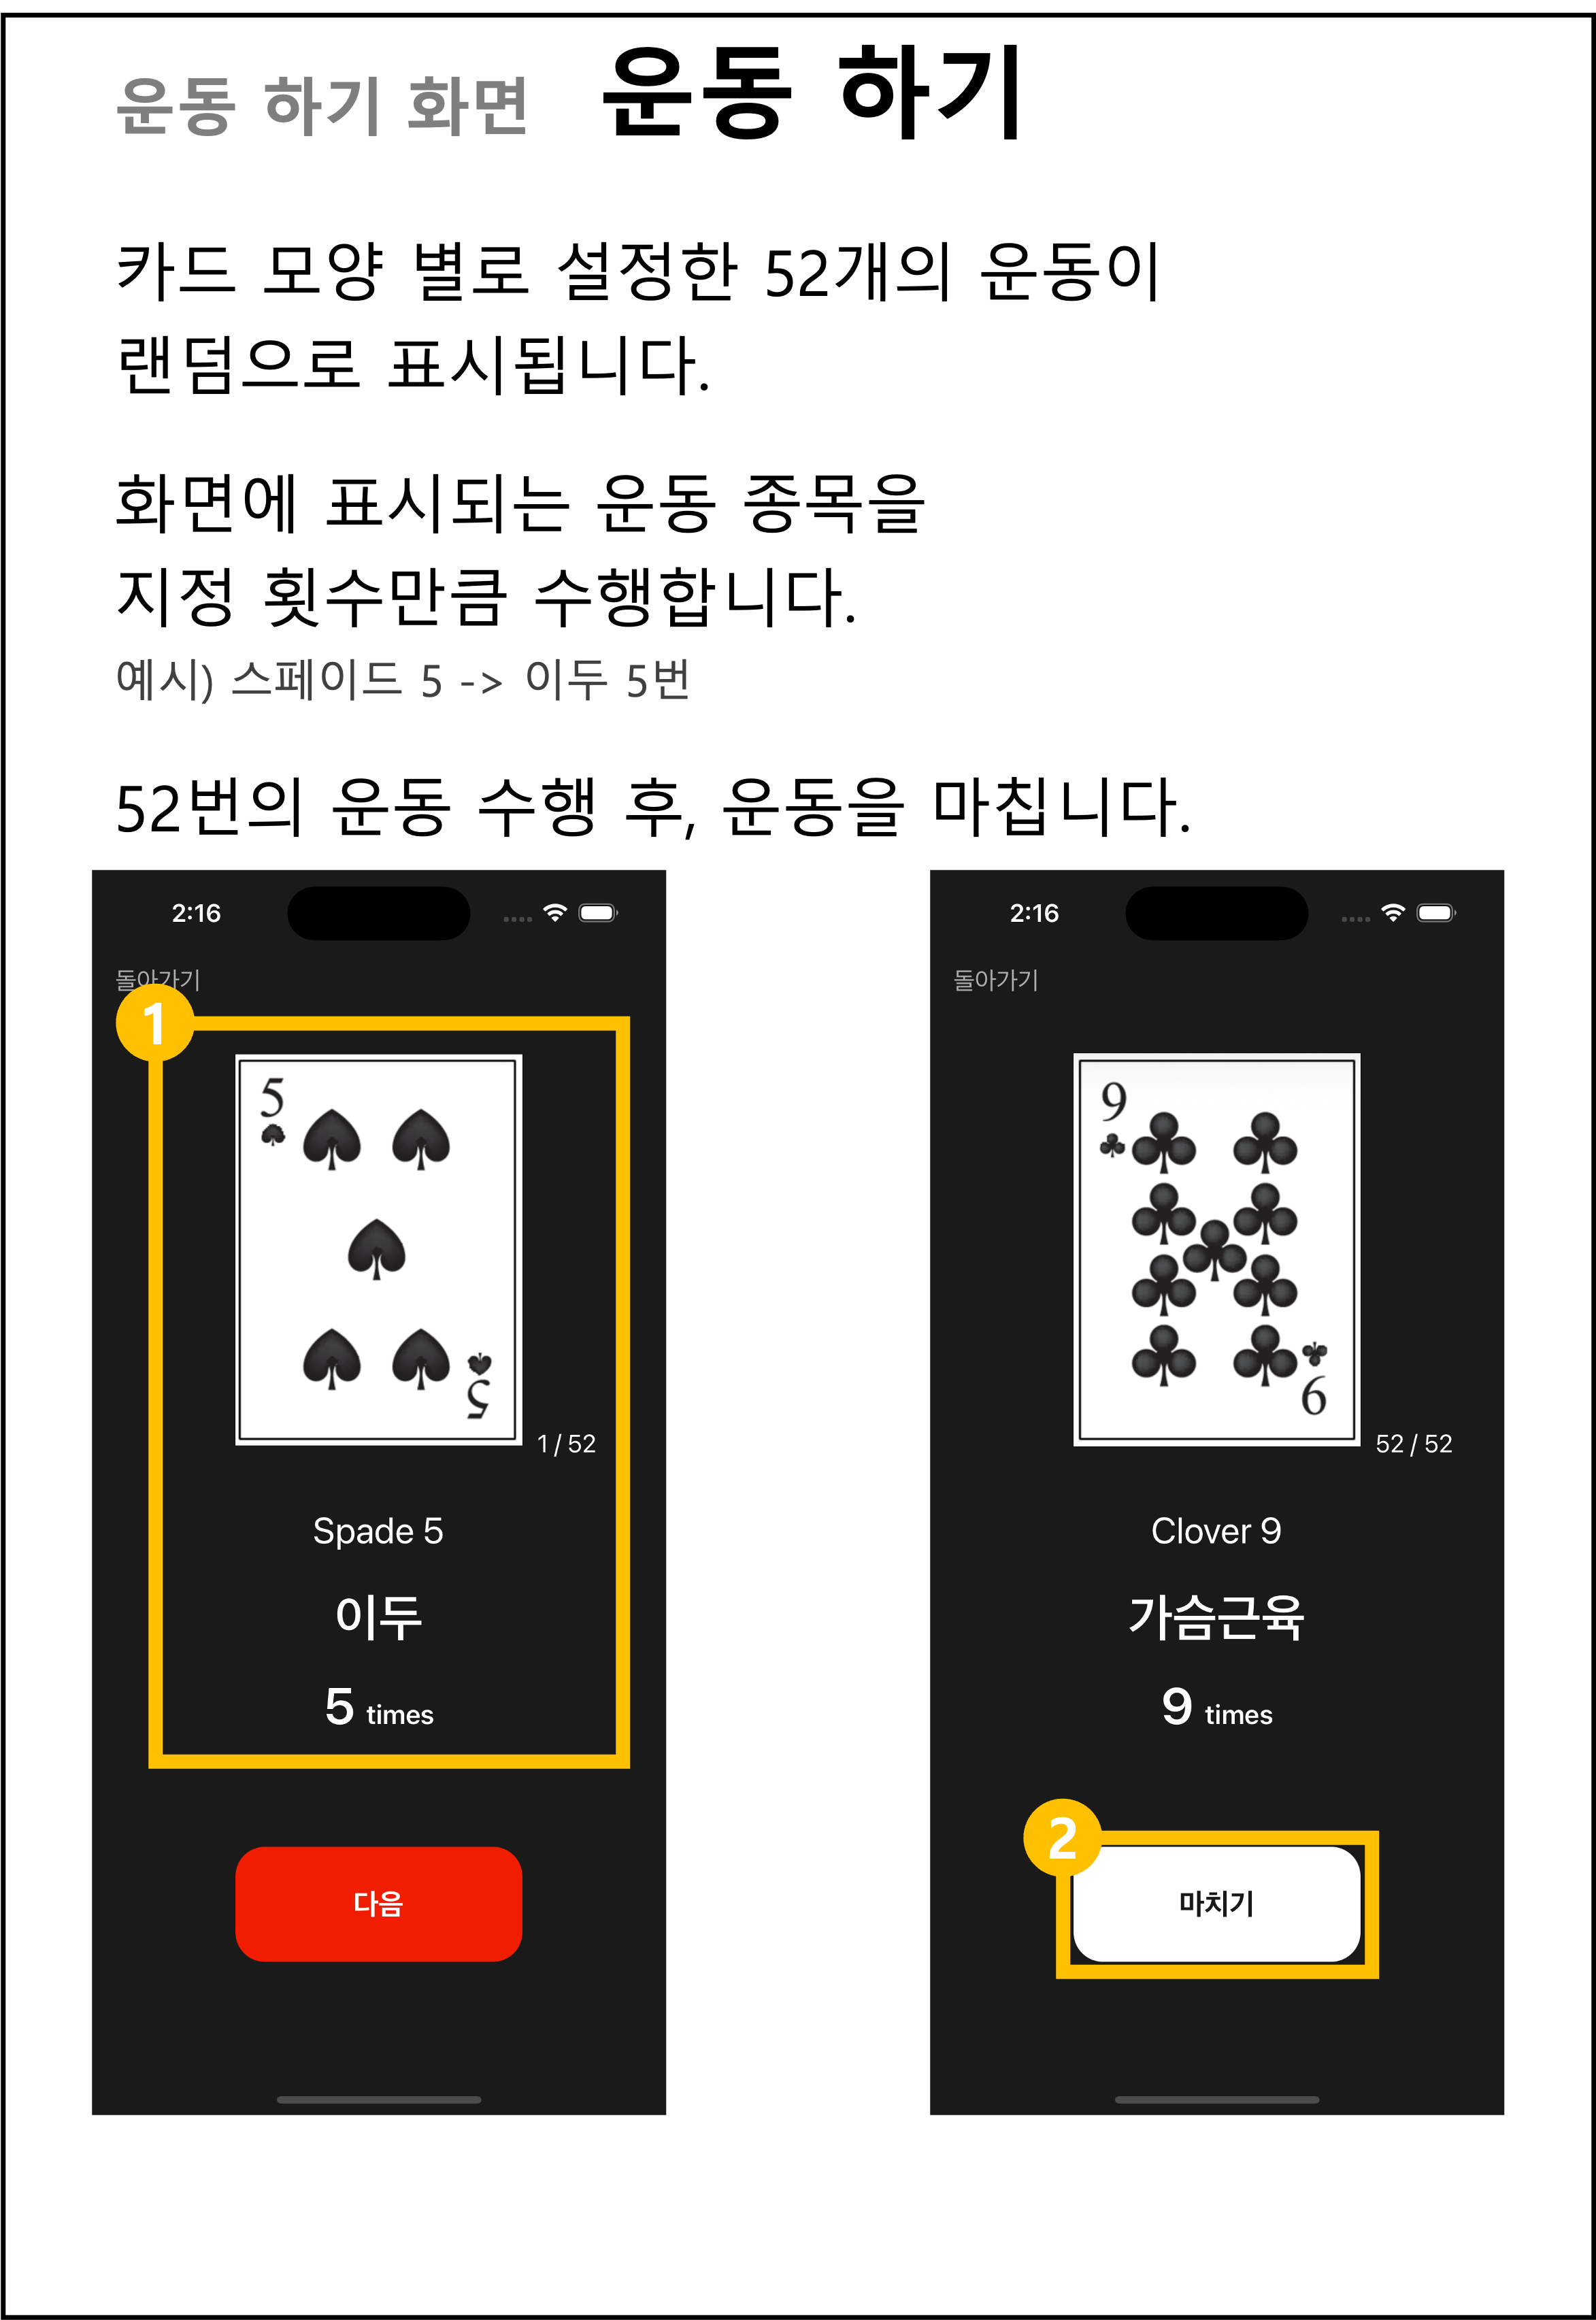 운동 하기 화면 운동 하기
카드 모양 별로 설정한 52개의 운동이
랜덤으로 표시됩니다.
화면에 표시되는 운동 종목을
지정 횟수만큼 수행합니다.
예시) 스페이드 5 -> 이두 5번
52번의 운동 수행 후, 운동을 마칩니다.
2:16
돌아가기
1
5
5
1 / 52
Spade 5
이두
5 times
다음
2:16
돌아가기
9
9
52 / 52
Clover 9
가슴근육
9 times
2
마치기